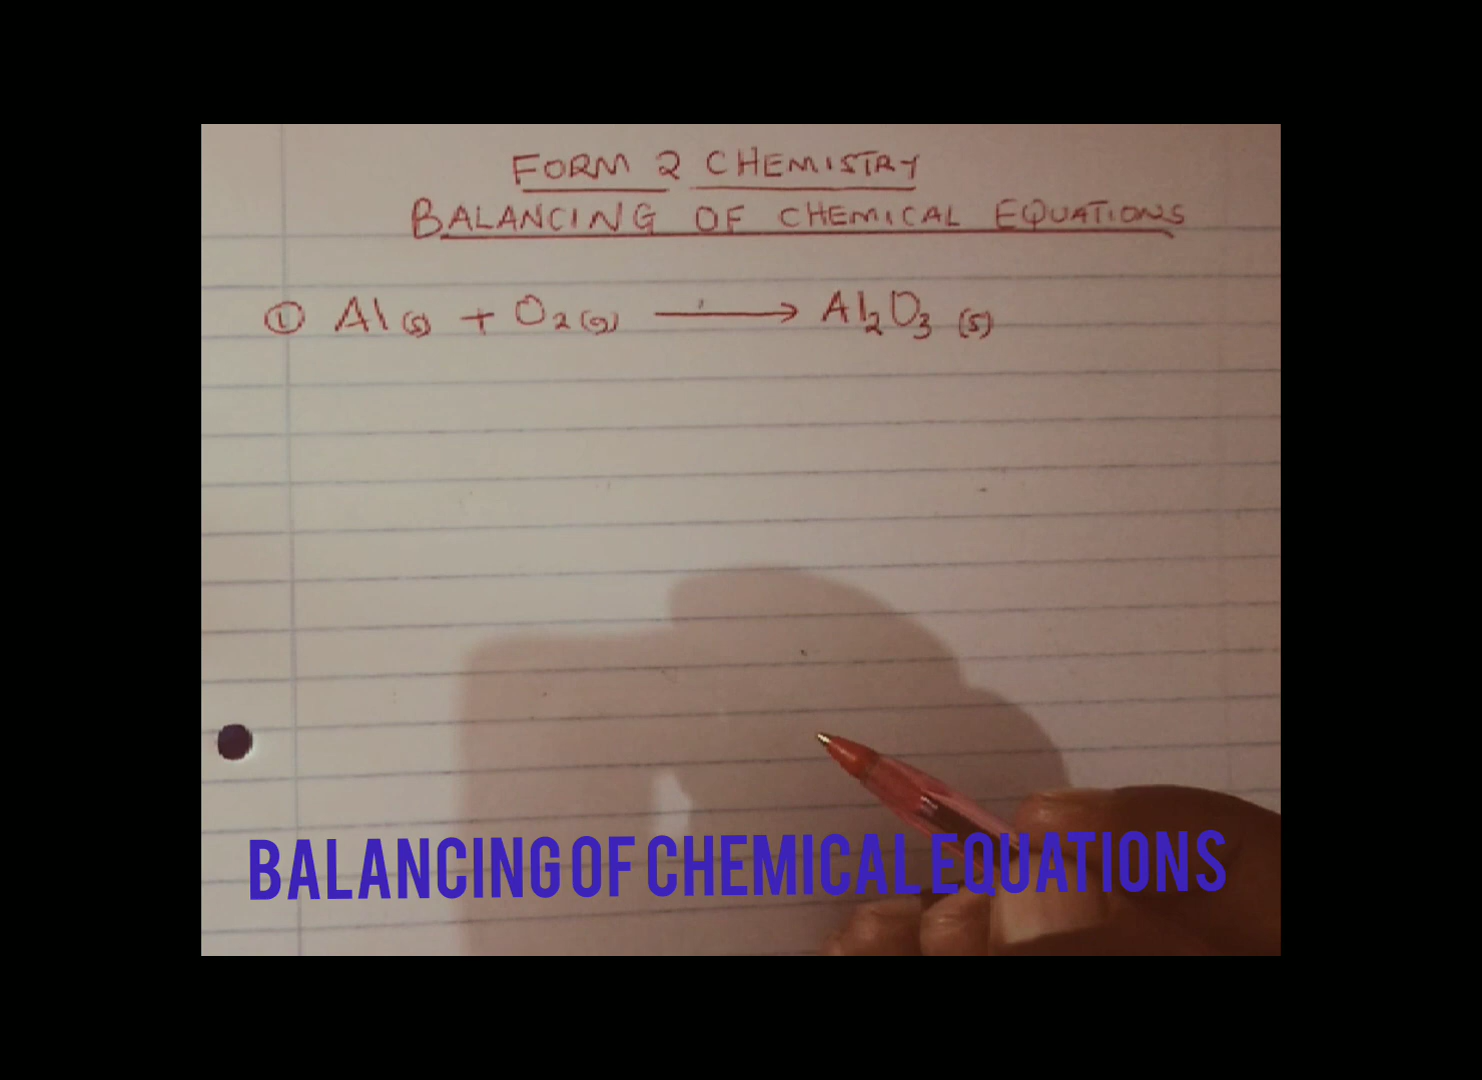 FORM 2 CHEMISTRY
BALANCING OF CHEMICAL EQUATIONS
① Al(s) + O₂(g) ⟶ Al₂O₃ (s)
BALANCING OF CHEMICAL EQUATIONS